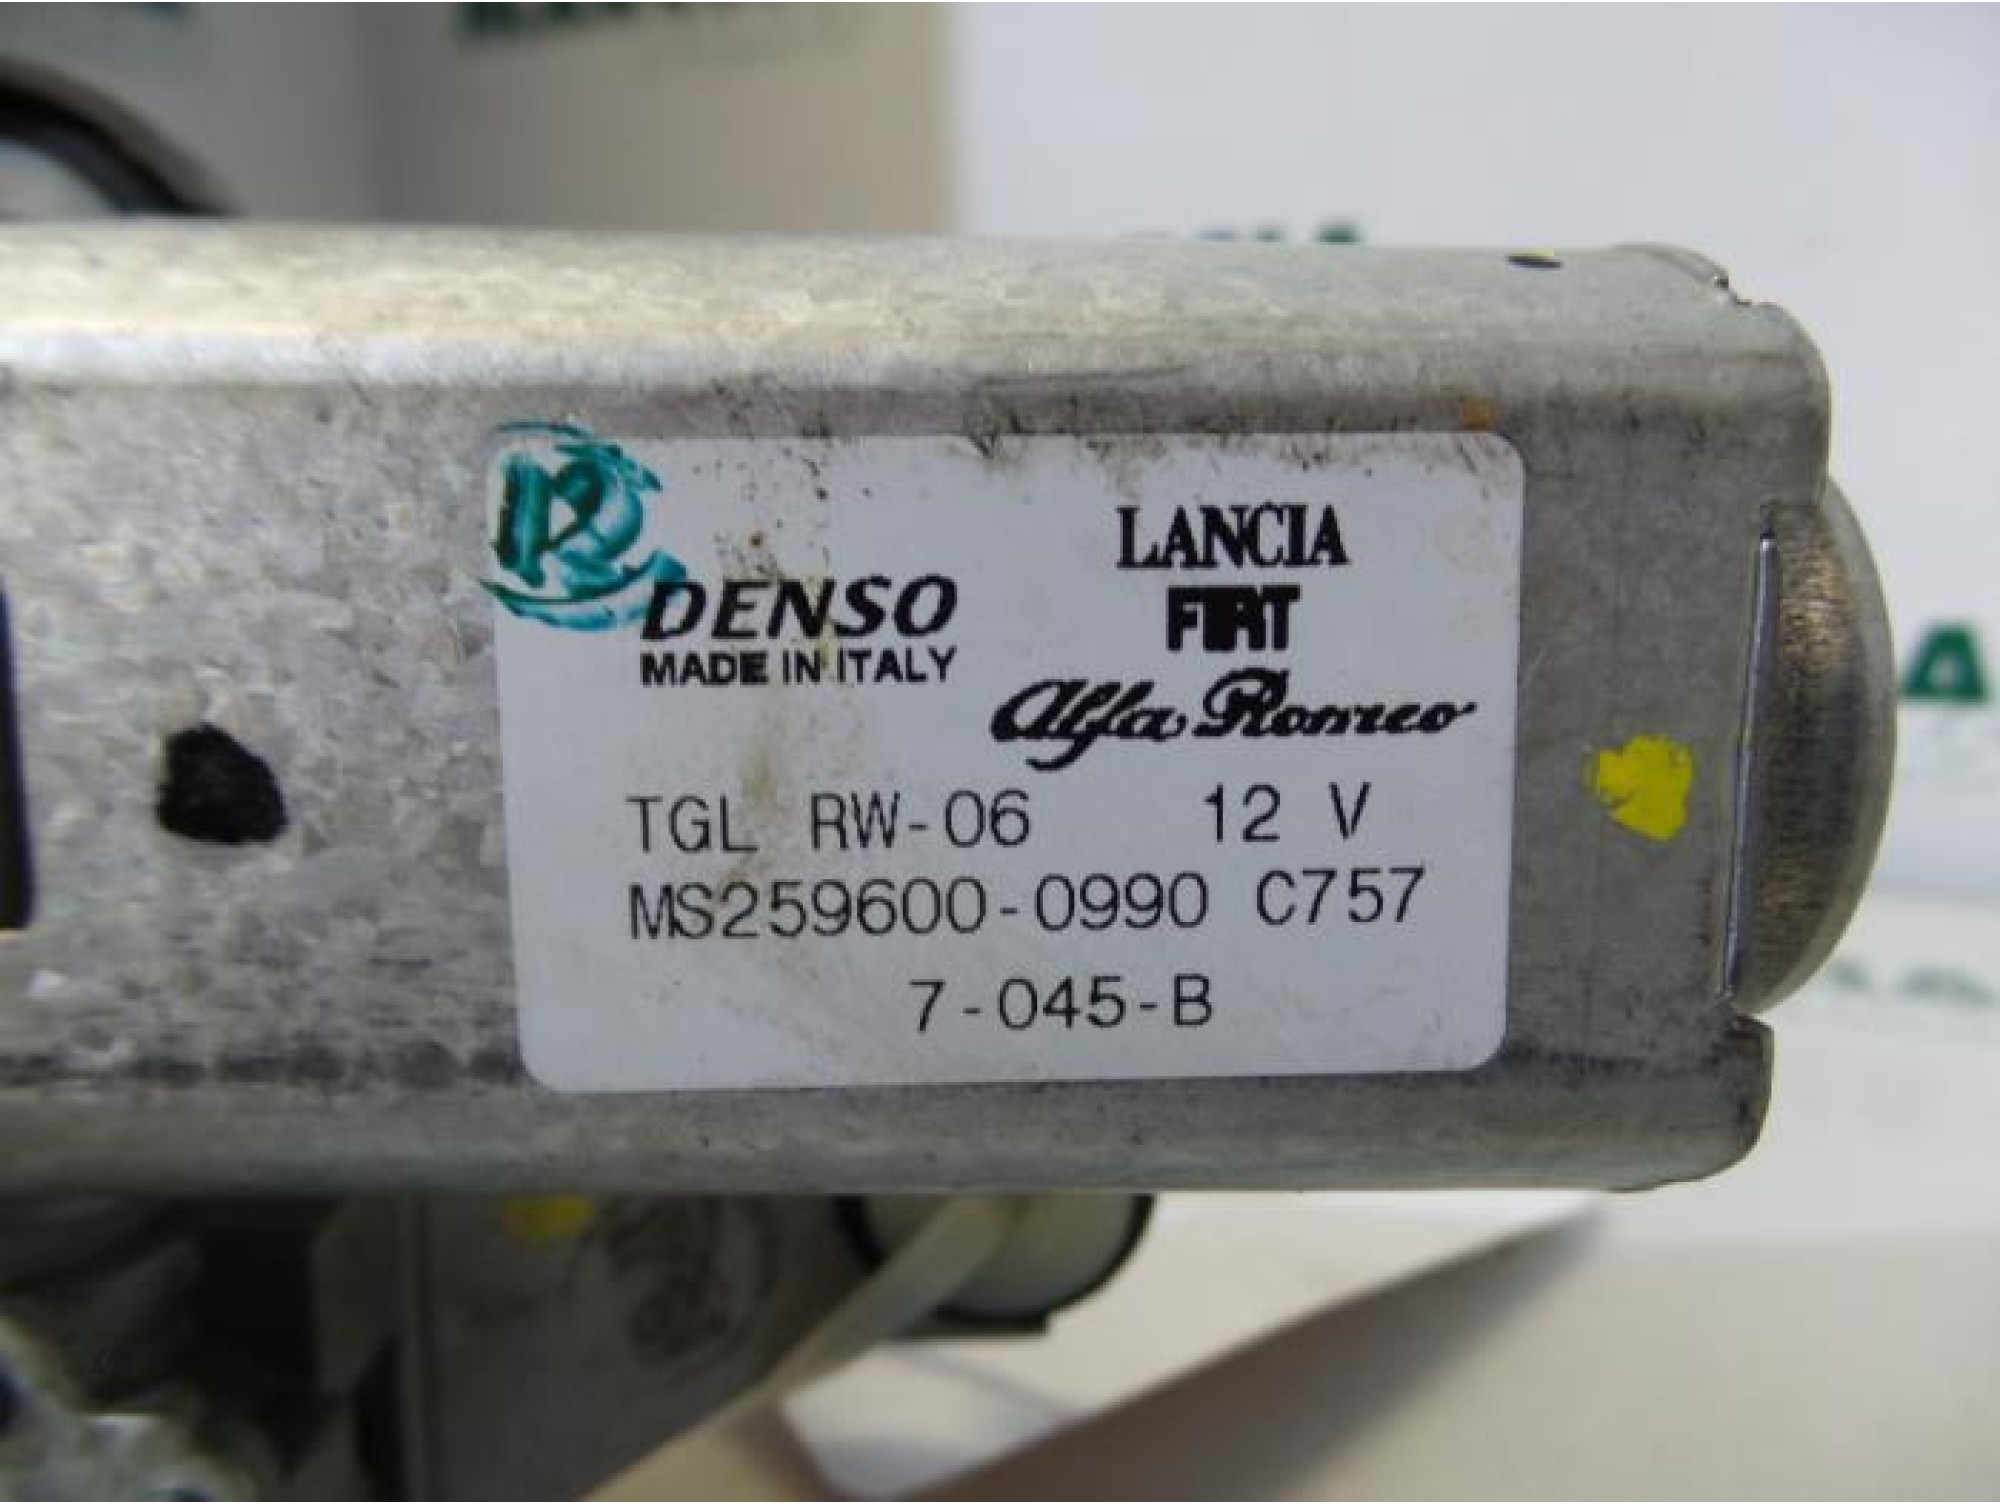 DENSO
MADE IN ITALY
LANCIA
FIAT
Alfa Romeo
TGL RW-06 12 V
MS259600-0990 C757
7-045-B